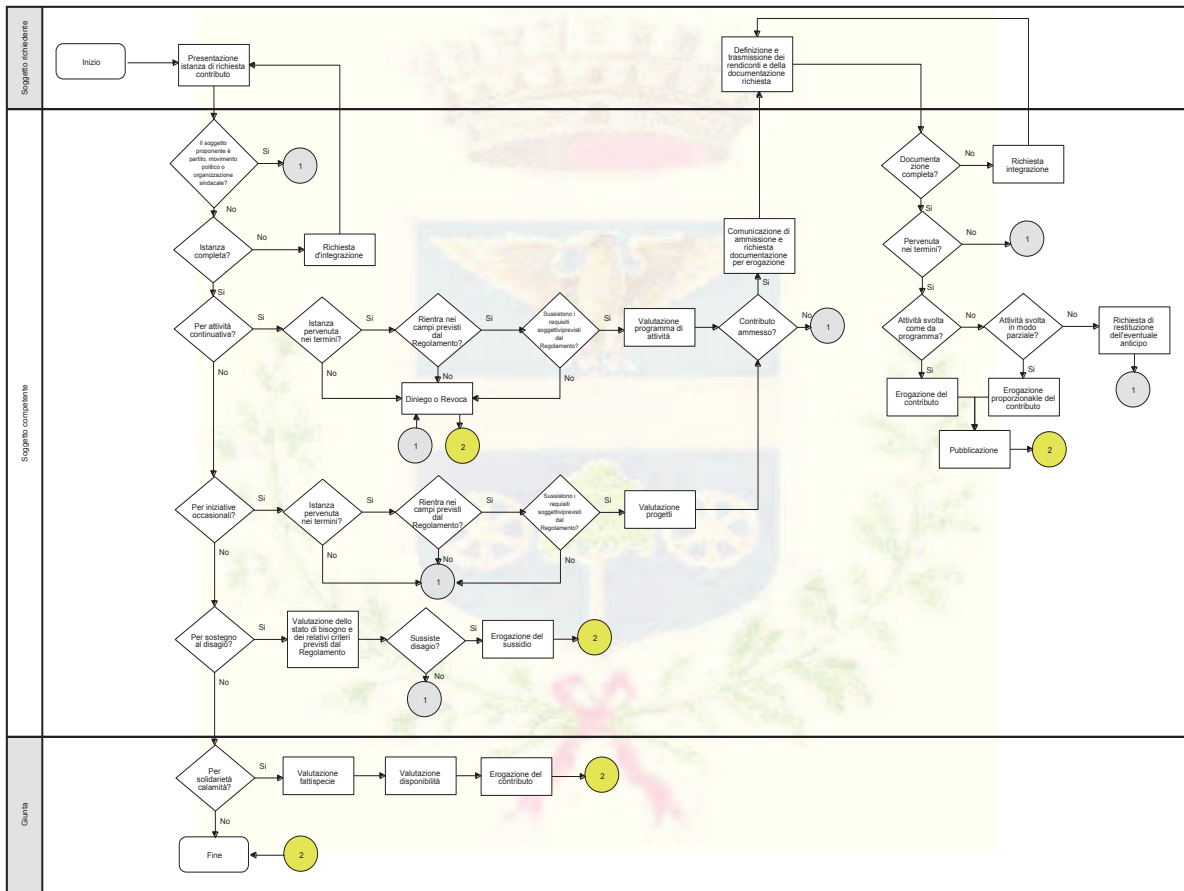 Soggetto richiedente
Inizio
Presentazione
istanza di richiesta
contributo
Definizione e
trasmissione dei
rendiconti e della
documentazione
richiesta
Soggetto competente
Il soggetto
proponente è
partito, movimento
politico o
organizzazione
sindacale?
Si
1
No
Istanza
completa?
No
Richiesta
d'integrazione
Si
Per attività
continuativa?
Si
Istanza
pervenuta
nei termini?
Si
Rientra nei
campi previsti
dal
Regolamento?
Si
Sussistono i
requisiti
soggettiviprevisti
dal
Regolamento?
Si
Valutazione
programma di
attività
Contributo
ammesso?
No
1
Si
Comunicazione di
ammissione e
richiesta
documentazione
per erogazione
No
No
No
No
Diniego o Revoca
1
2
Per iniziative
occasionali?
Si
Istanza
pervenuta
nei termini?
Si
Rientra nei
campi previsti
dal
Regolamento?
Si
Sussistono i
requisiti
soggettiviprevisti
dal
Regolamento?
Si
Valutazione
progetti
No
No
No
No
1
Per sostegno
al disagio?
Si
Valutazione dello
stato di bisogno e
dei relativi criteri
previsti dal
Regolamento
Sussiste
disagio?
Si
Erogazione del
sussidio
2
No
No
1
Documenta
zione
completa?
No
Richiesta
integrazione
Si
Pervenuta
nei termini?
No
1
Si
Attività svolta
come da
programma?
No
Attività svolta
in modo
parziale?
No
Richiesta di
restituzione
dell'eventuale
anticipo
Si
Si
1
Erogazione del
contributo
Erogazione
proporzionakle del
contributo
Pubblicazione
2
Giunta
Per
solidarietà
calamità?
Si
Valutazione
fattispecie
Valutazione
disponibilità
Erogazione del
contributo
2
No
Fine
2